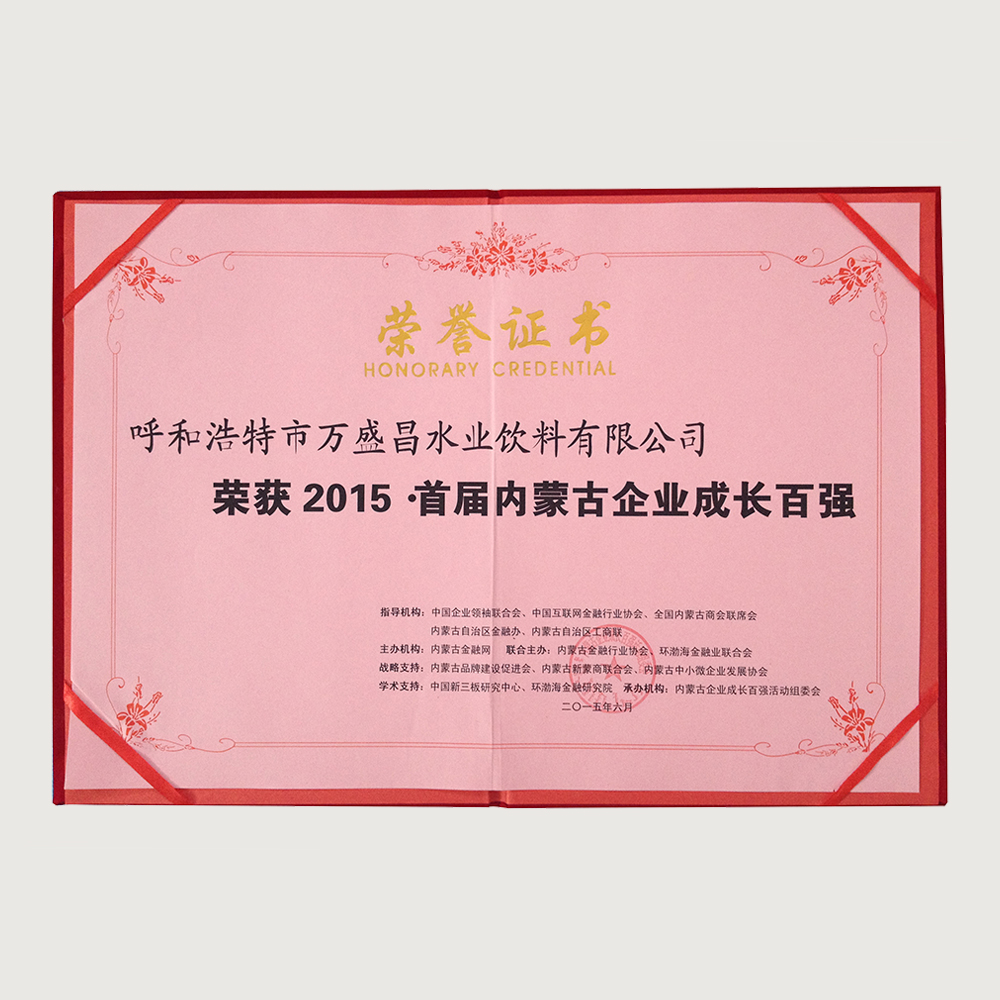 荣誉证书
HONORARY CREDENTIAL
呼和浩特市万盛昌水业饮料有限公司
荣获 2015 ·首届内蒙古企业成长百强
指导机构：中国企业领袖联合会、中国互联网金融行业协会、全国内蒙古商会联席会
内蒙古自治区金融办、内蒙古自治区工商联
主办机构：内蒙古金融网 联合主办：内蒙古金融行业协会、环渤海金融业联合会
战略支持：内蒙古品牌建设促进会、内蒙古新蒙商联合会、内蒙古中小微企业发展协会
学术支持：中国新三板研究中心、环渤海金融研究院 承办机构：内蒙古企业成长百强活动组委会
二〇一五年六月